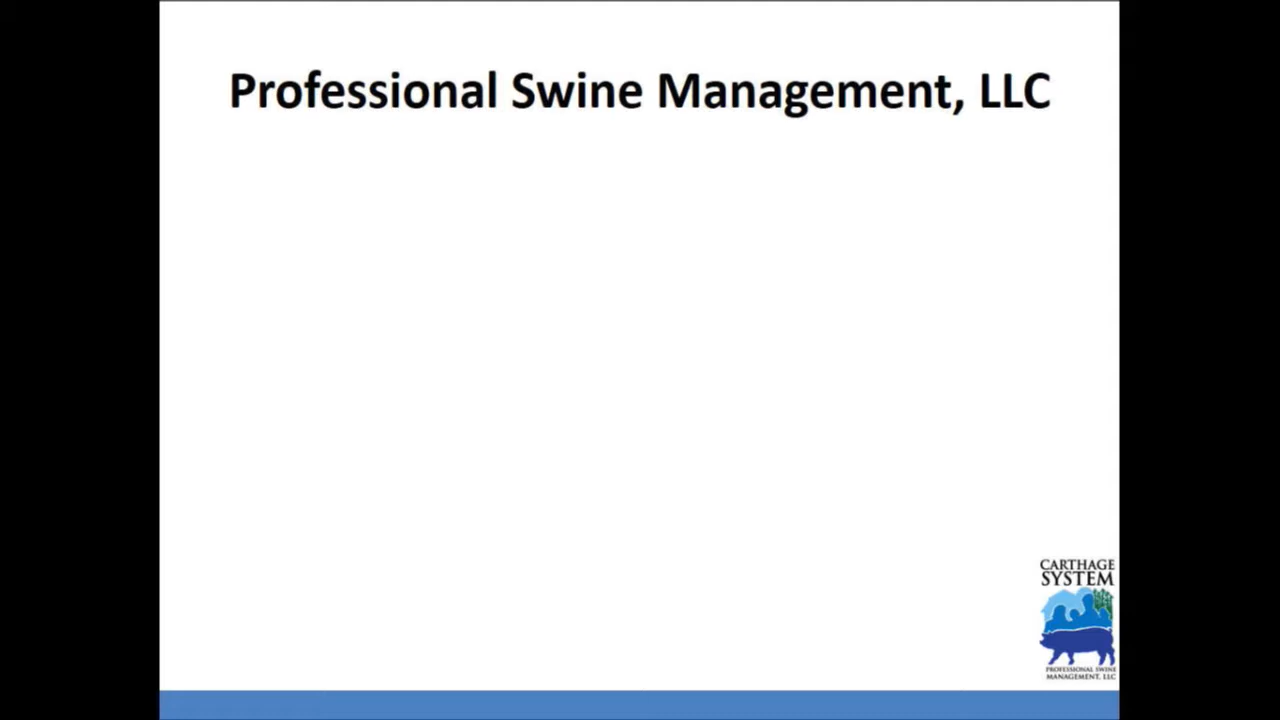 Professional Swine Management, LLC
CARTHAGE
SYSTEM
PROFESSIONAL SWINE
MANAGEMENT, LLC